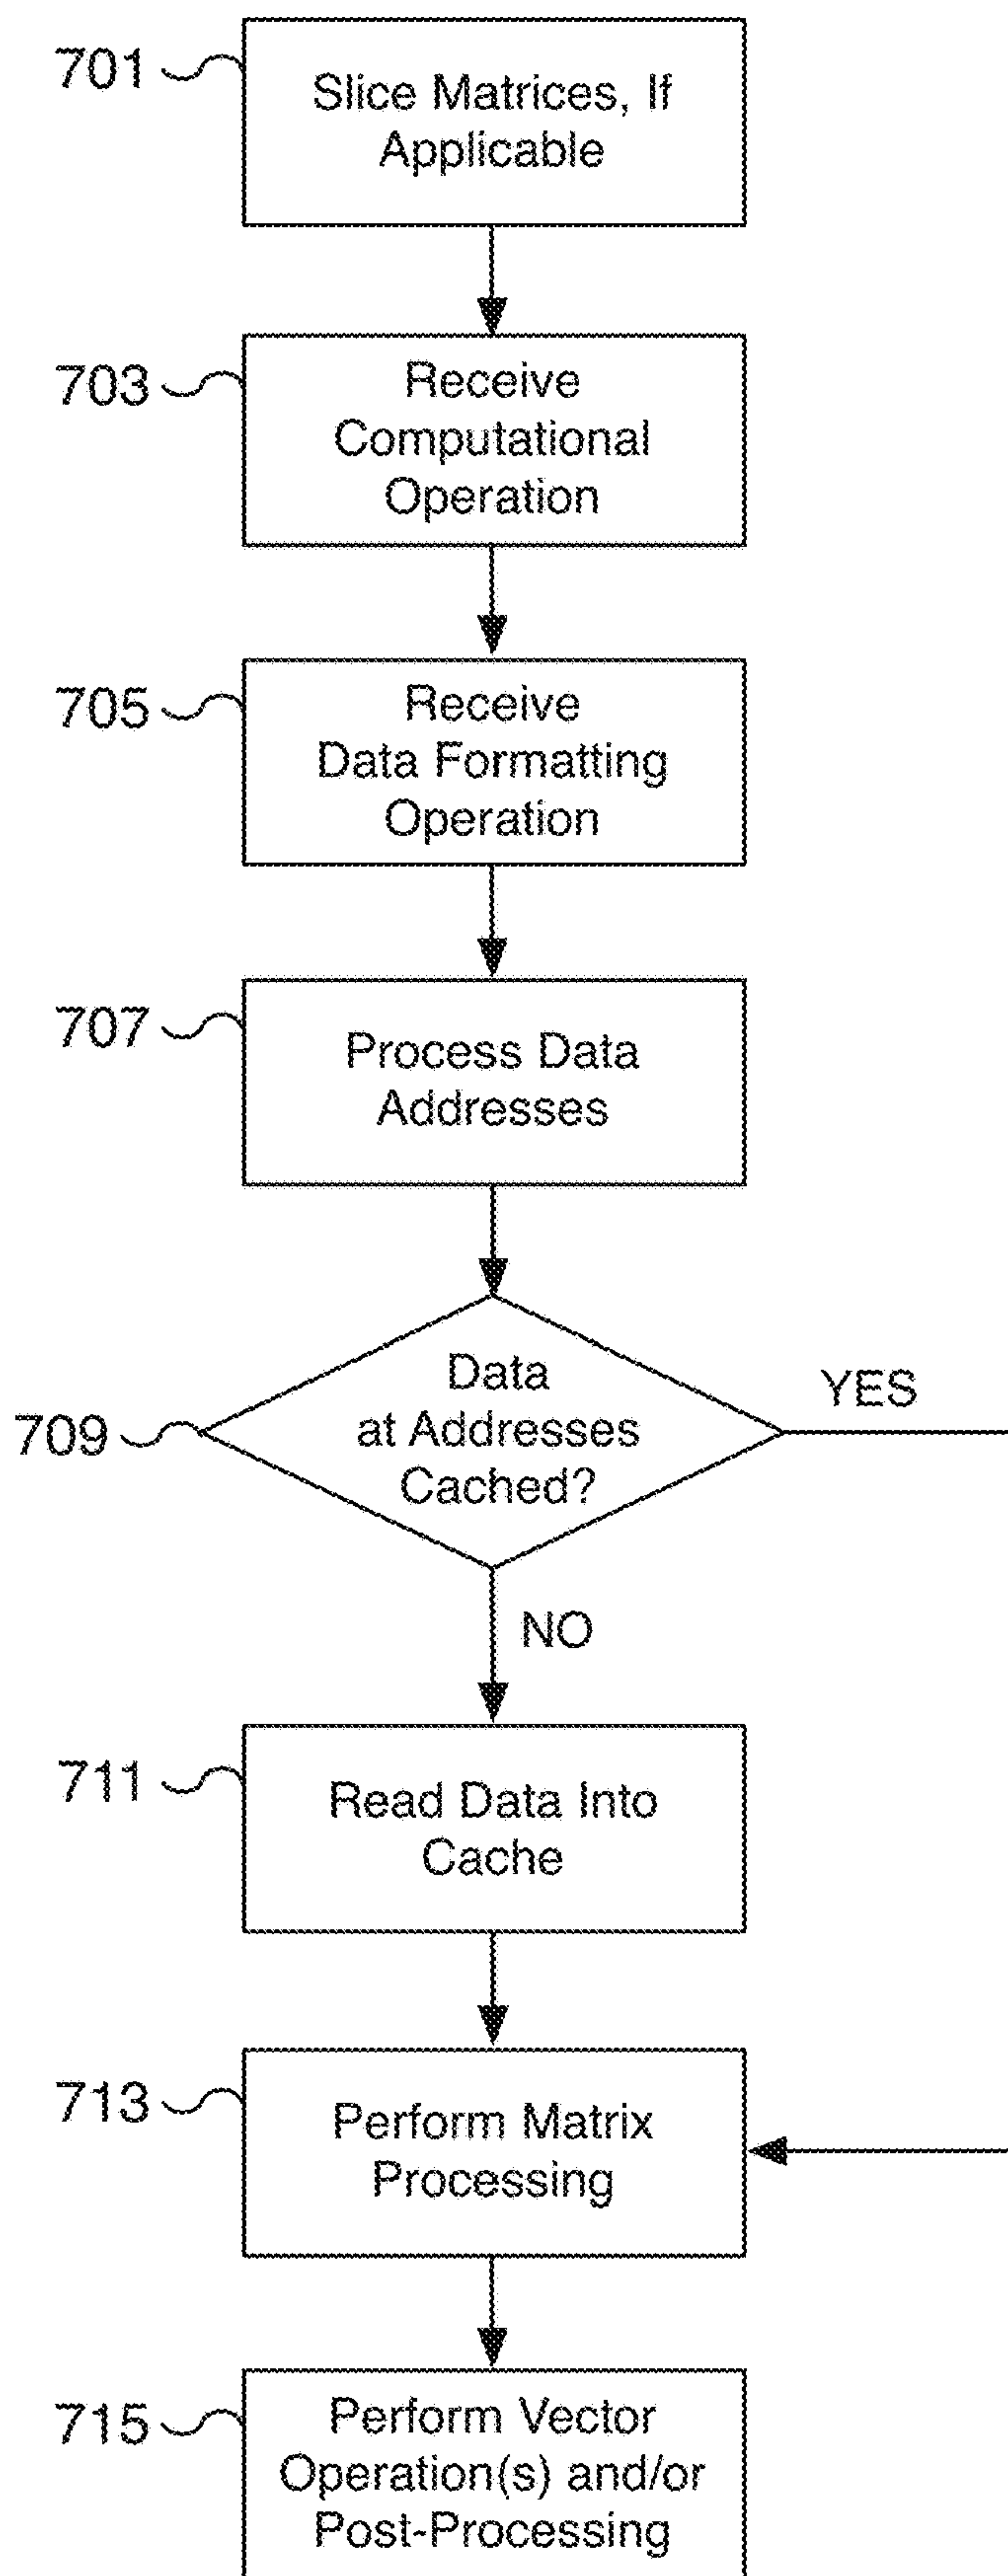 701
Slice Matrices, If
Applicable
703
Receive
Computational
Operation
705
Receive
Data Formatting
Operation
707
Process Data
Addresses
709
Data
at Addresses
Cached?
YES
NO
711
Read Data Into
Cache
713
Perform Matrix
Processing
715
Perform Vector
Operation(s) and/or
Post-Processing